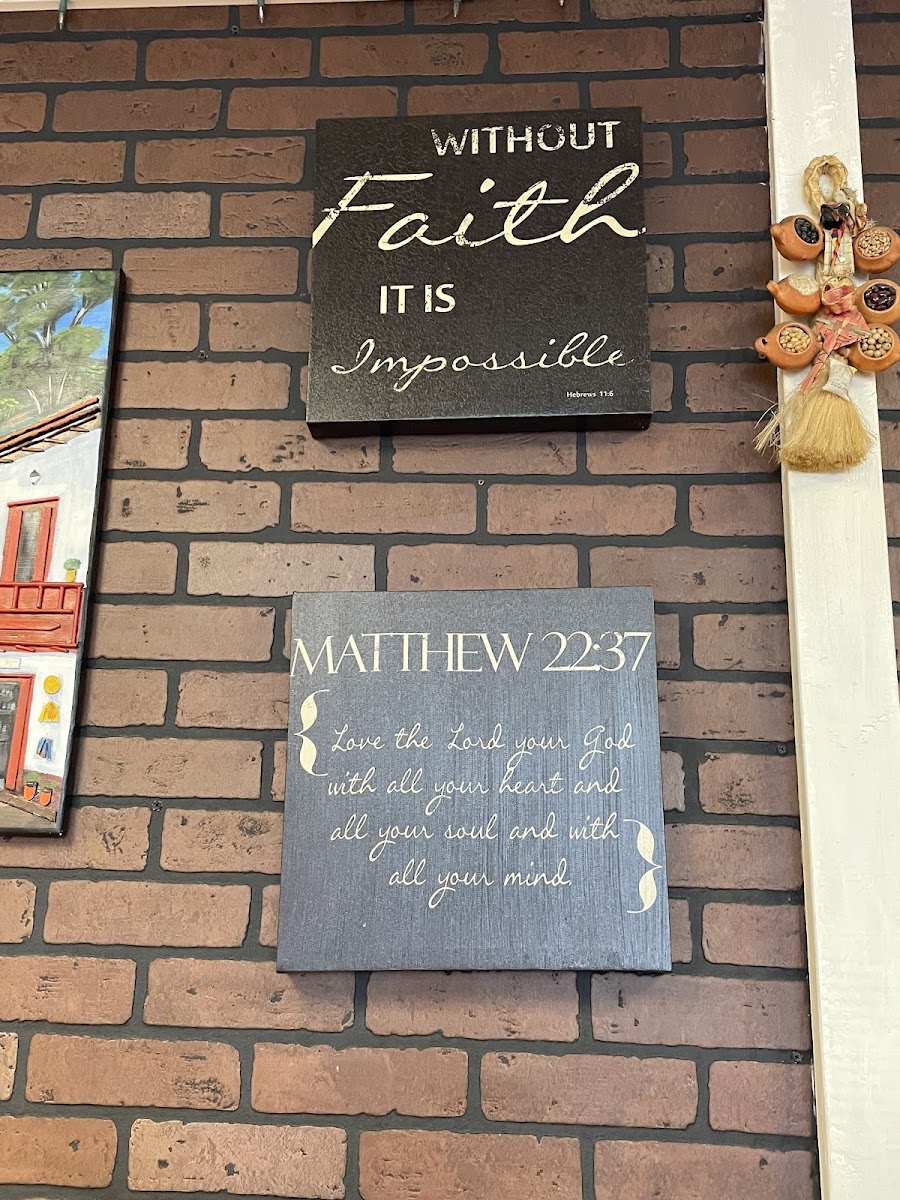 WITHOUT
Faith
IT IS
Impossible
Hebrews 11:6
MATTHEW 22:37
Love the Lord your God
with all your heart and
all your soul and with
all your mind.